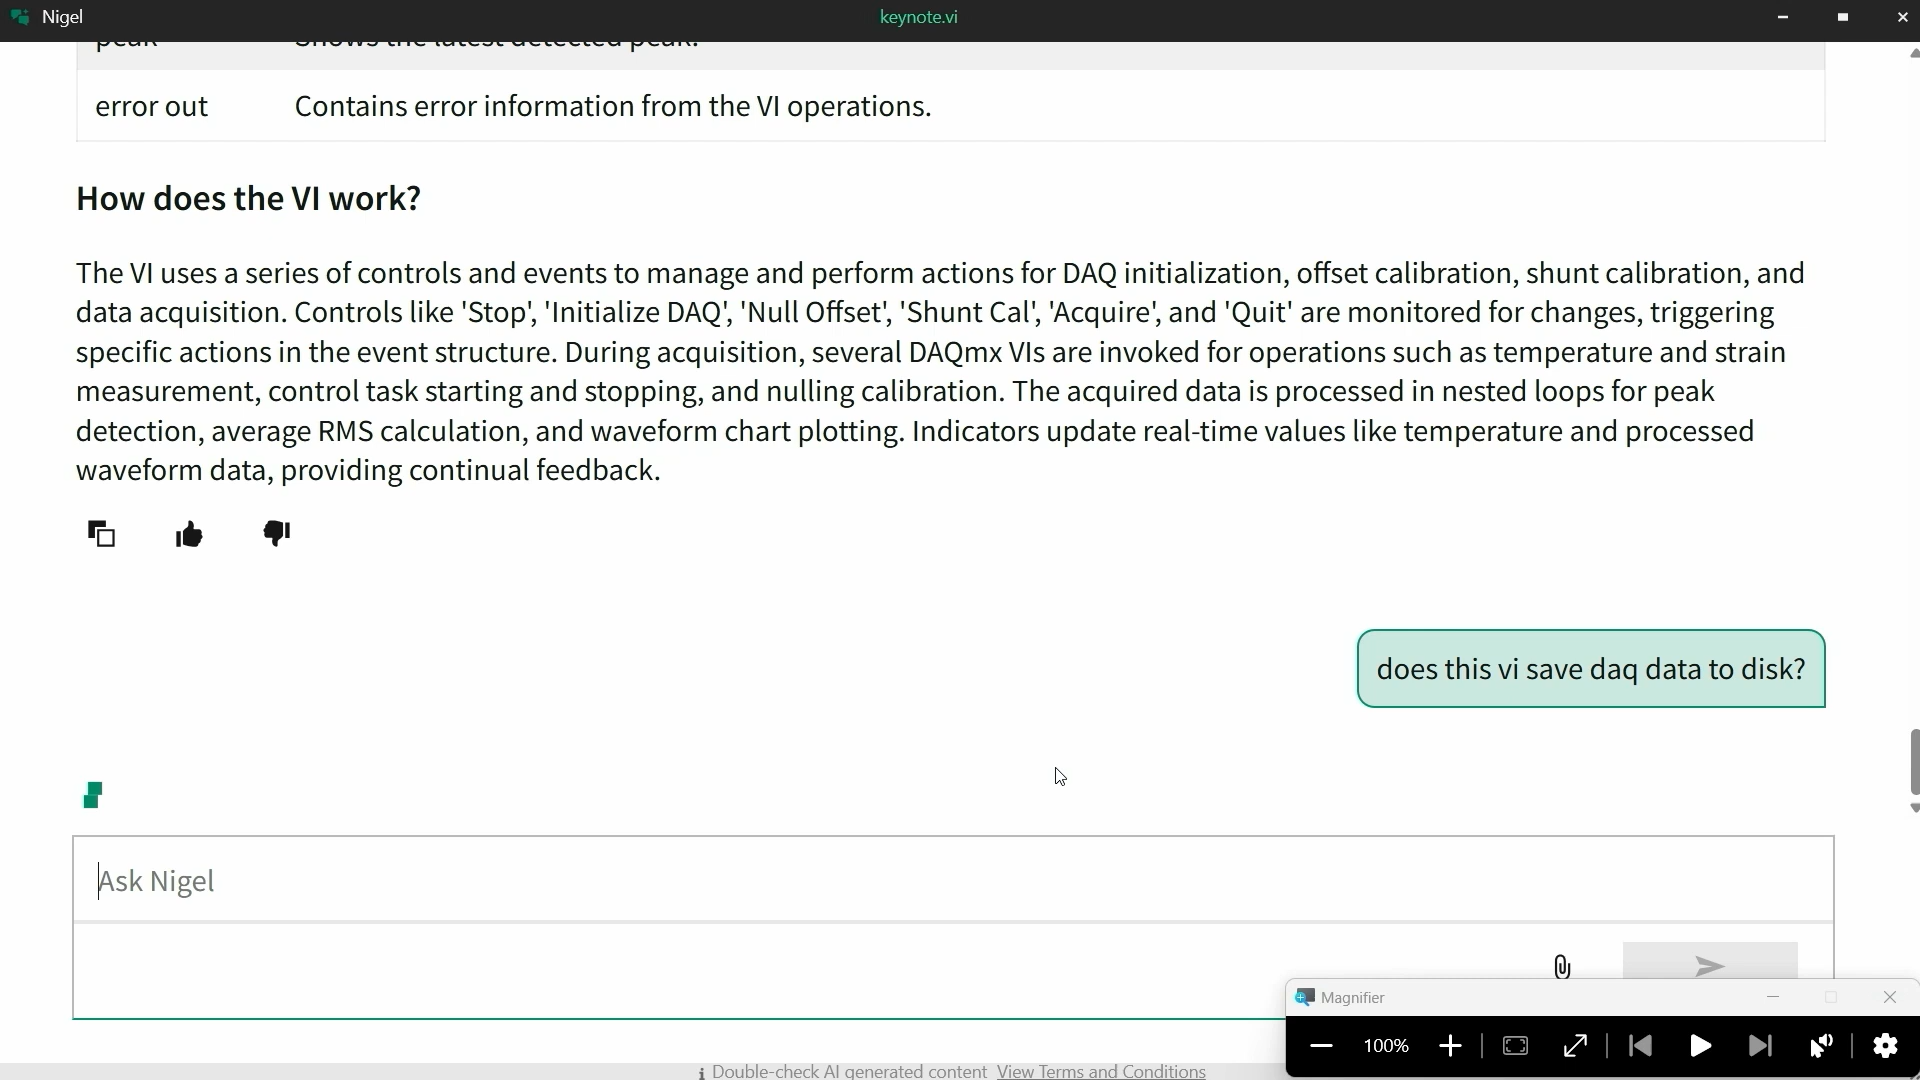 Nigel
keynote.vi
peak Shows the latest detected peak.
error out Contains error information from the VI operations.
How does the VI work?
The VI uses a series of controls and events to manage and perform actions for DAQ initialization, offset calibration, shunt calibration, and
data acquisition. Controls like 'Stop', 'Initialize DAQ', 'Null Offset', 'Shunt Cal', 'Acquire', and 'Quit' are monitored for changes, triggering
specific actions in the event structure. During acquisition, several DAQmx VIs are invoked for operations such as temperature and strain
measurement, control task starting and stopping, and nulling calibration. The acquired data is processed in nested loops for peak
detection, average RMS calculation, and waveform chart plotting. Indicators update real-time values like temperature and processed
waveform data, providing continual feedback.
does this vi save daq data to disk?
Ask Nigel
Magnifier
100%
Double-check AI generated content View Terms and Conditions